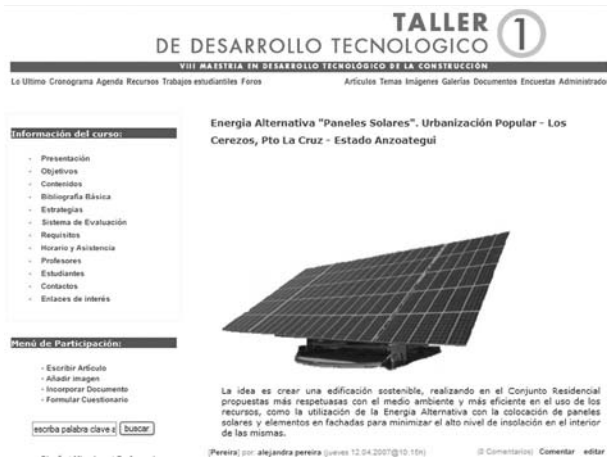 TALLER 1
DE DESARROLLO TECNOLOGICO
VIII MAESTRIA EN DESARROLLO TECNOLÓGICO DE LA CONSTRUCCIÓN
Lo Ultimo Cronograma Agenda Recursos Trabajos estudiantiles Foros
Artículos Temas Imágenes Galerías Documentos Encuestas Administrador
Información del curso:
- Presentación
- Objetivos
- Contenidos
- Bibliografía Básica
- Estrategias
- Sistema de Evaluación
- Requisitos
- Horario y Asistencia
- Profesores
- Estudiantes
- Contactos
- Enlaces de interés
Menú de Participación:
- Escribir Artículo
- Añadir imagen
- Incorporar Documento
- Formular Cuestionario
escriba palabra clave buscar
Energia Alternativa "Paneles Solares". Urbanización Popular - Los
Cerezos, Pto La Cruz - Estado Anzoategui
La idea es crear una edificación sostenible, realizando en el Conjunto Residencial
propuestas más respetuosas con el medio ambiente y más eficiente en el uso de los
recursos, como la utilización de la Energia Alternativa con la colocación de paneles
solares y elementos en fachadas para minimizar el alto nivel de insolación en el interior
de las mismas.
[Pereira] por alejandra pereira (jueves 12.04.2007@10.15h)
(0 Comentarios) Comentar editar